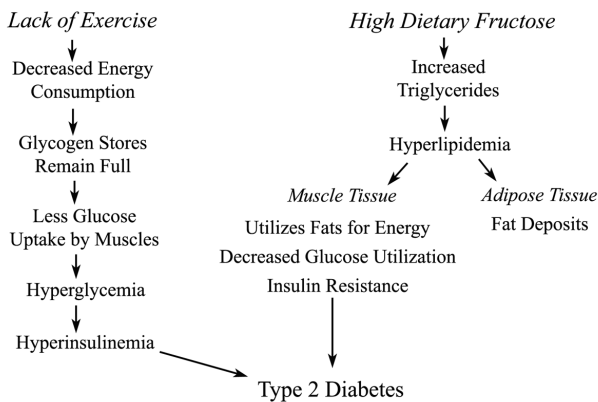 Lack of Exercise
Decreased Energy
Consumption
Glycogen Stores
Remain Full
Less Glucose
Uptake by Muscles
Hyperglycemia
Hyperinsulinemia
High Dietary Fructose
Increased
Triglycerides
Hyperlipidemia
Muscle Tissue
Utilizes Fats for Energy
Decreased Glucose Utilization
Insulin Resistance
Adipose Tissue
Fat Deposits
Type 2 Diabetes